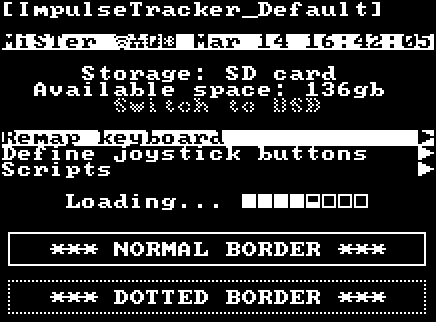 [ImpulseTracker_Default]
MiSTer Mar 14 16:42:05
Storage: SD card
Available space: 136gb
Switch to USB
Remap keyboard
Define joystick buttons
Scripts
Loading...
*** NORMAL BORDER ***
*** DOTTED BORDER ***